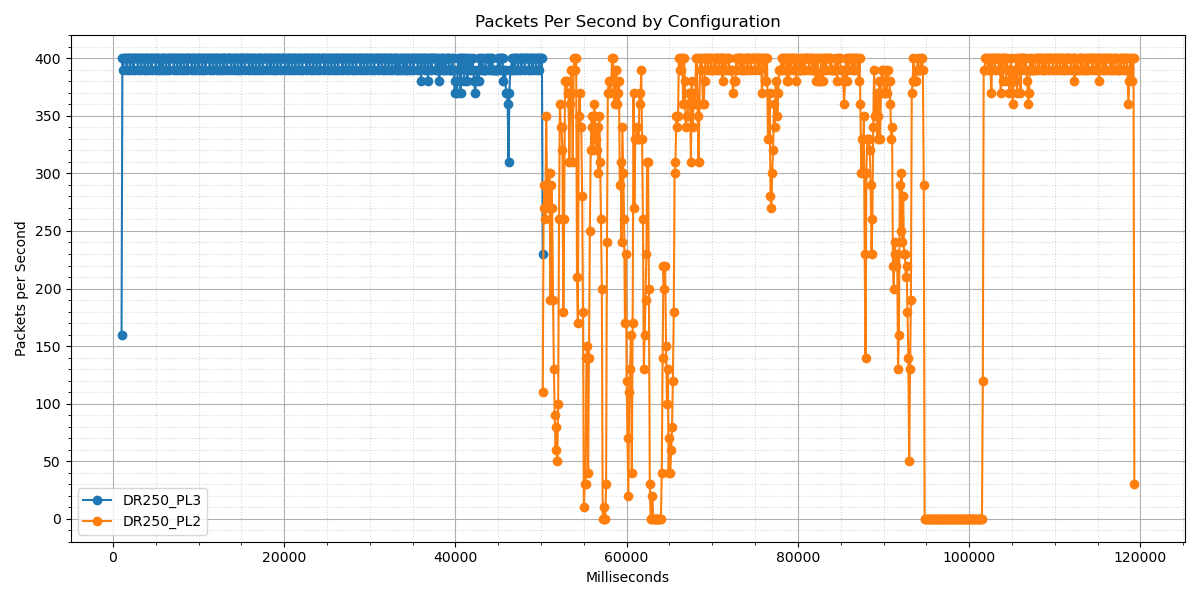 Packets Per Second by Configuration
Packets per Second
400
350
300
250
200
150
100
50
0
DR250_PL3
DR250_PL2
0 20000 40000 60000 80000 100000 120000
Milliseconds